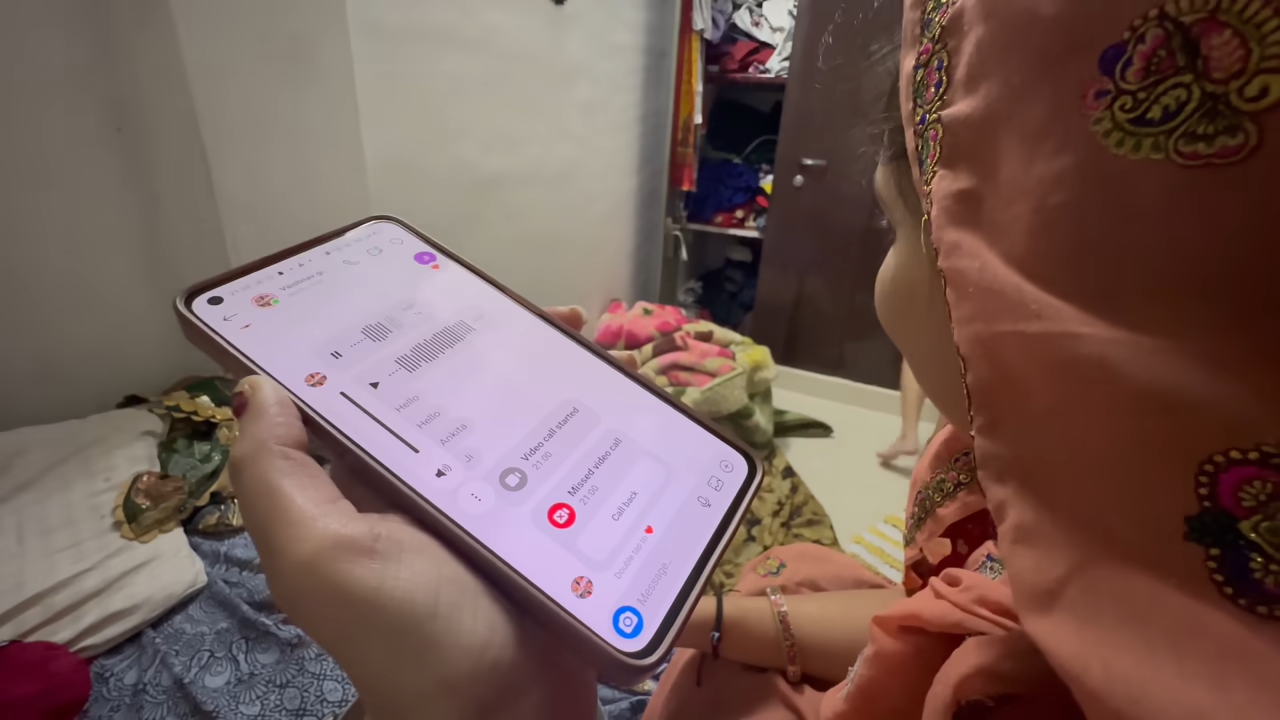 Hello
Hello
Ankita
Ji
Video call started
21:00
Missed video call
21:00
Call back
Double tap to ❤️
Message...